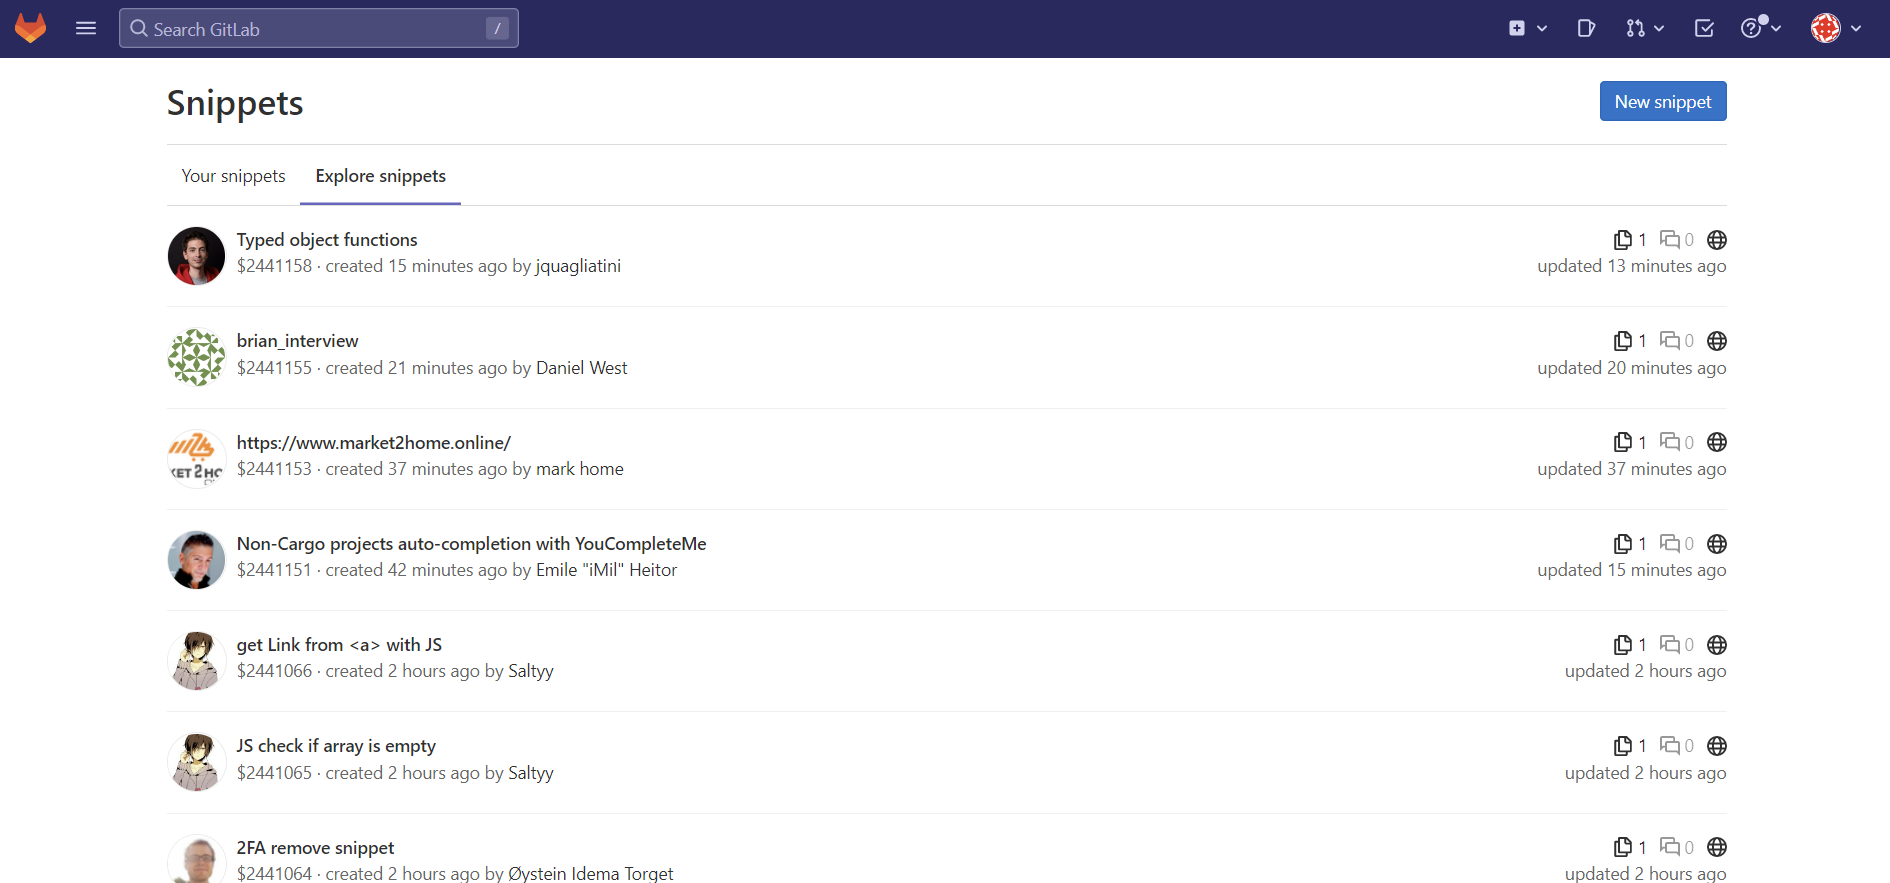 Search GitLab /
Snippets
New snippet
Your snippets Explore snippets
Typed object functions
1 0
$2441158 · created 15 minutes ago by jquagliatini
updated 13 minutes ago
brian_interview
1 0
$2441155 · created 21 minutes ago by Daniel West
updated 20 minutes ago
https://www.market2home.online/
1 0
$2441153 · created 37 minutes ago by mark home
updated 37 minutes ago
Non-Cargo projects auto-completion with YouCompleteMe
1 0
$2441151 · created 42 minutes ago by Emile "iMil" Heitor
updated 15 minutes ago
get Link from <a> with JS
1 0
$2441066 · created 2 hours ago by Saltyy
updated 2 hours ago
JS check if array is empty
1 0
$2441065 · created 2 hours ago by Saltyy
updated 2 hours ago
2FA remove snippet
1 0
$2441064 · created 2 hours ago by Øystein Idema Torget
updated 2 hours ago